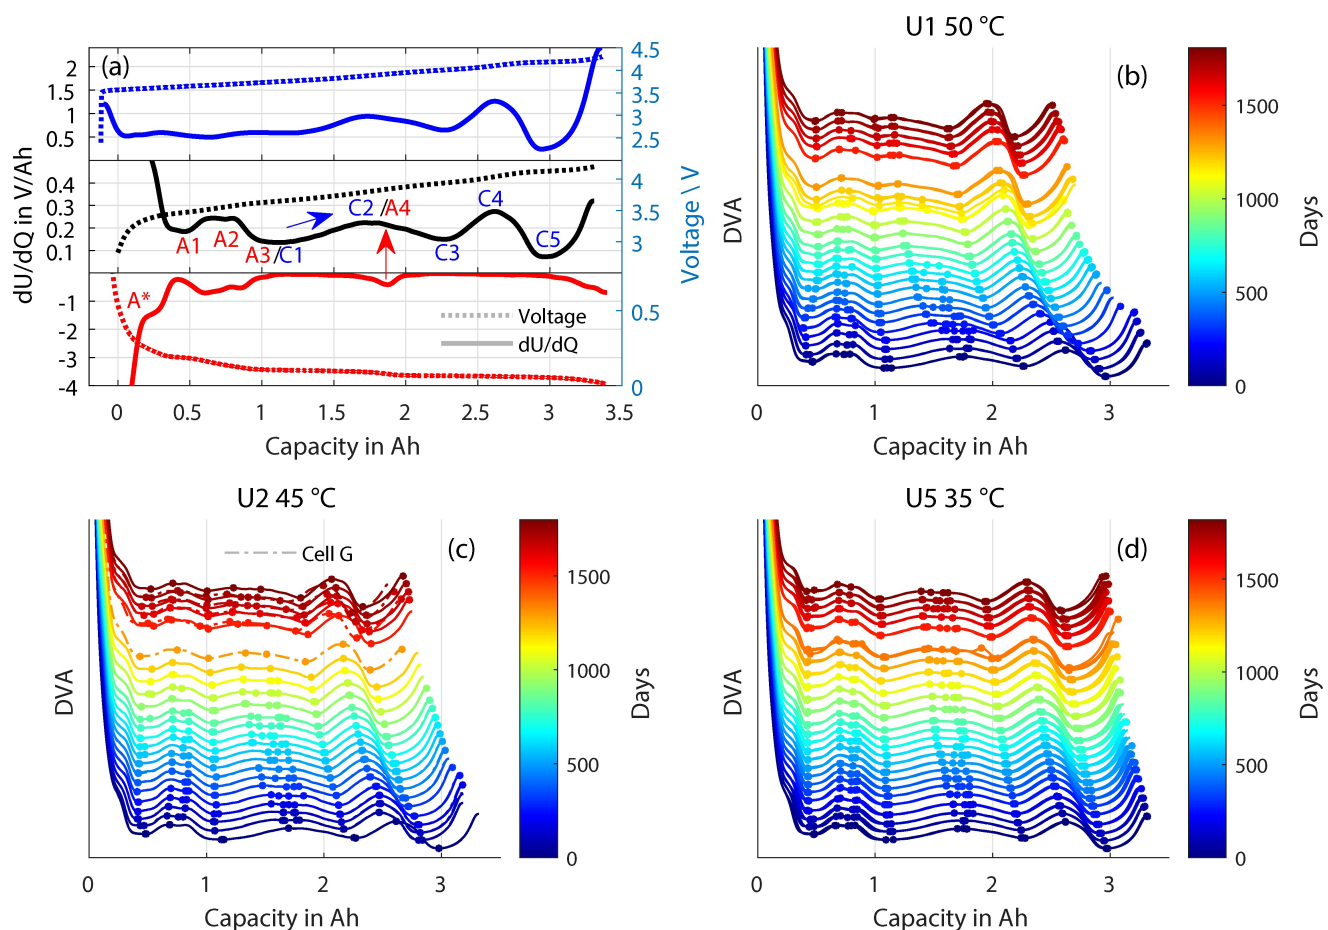 U1 50 °C
(a)
2
1.5
1
0.5
4.5
4
3.5
3
2.5
dU/dQ in V/Ah
0.4
0.3
0.2
0.1
A1
A2
A3/C1
C2/A4
C3
C4
C5
4
3.5
3
Voltage \ V
A*
-1
-2
-3
-4
Voltage
dU/dQ
0.5
0
0 0.5 1 1.5 2 2.5 3 3.5
Capacity in Ah
(b)
DVA
0 1 2 3
Capacity in Ah
1500
1000
500
0
Days
U2 45 °C
Cell G
(c)
DVA
0 1 2 3
Capacity in Ah
1500
1000
500
0
Days
U5 35 °C
(d)
DVA
0 1 2 3
Capacity in Ah
1500
1000
500
0
Days